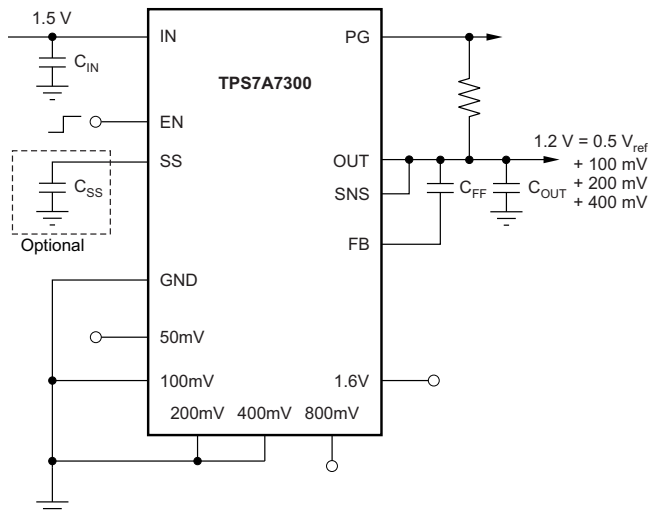 1.5 V
IN
PG
C_IN
TPS7A7300
EN
SS
OUT
1.2 V = 0.5 V_ref
+ 100 mV
+ 200 mV
+ 400 mV
C_SS
SNS
C_FF
C_OUT
Optional
FB
GND
50mV
100mV
1.6V
200mV 400mV 800mV